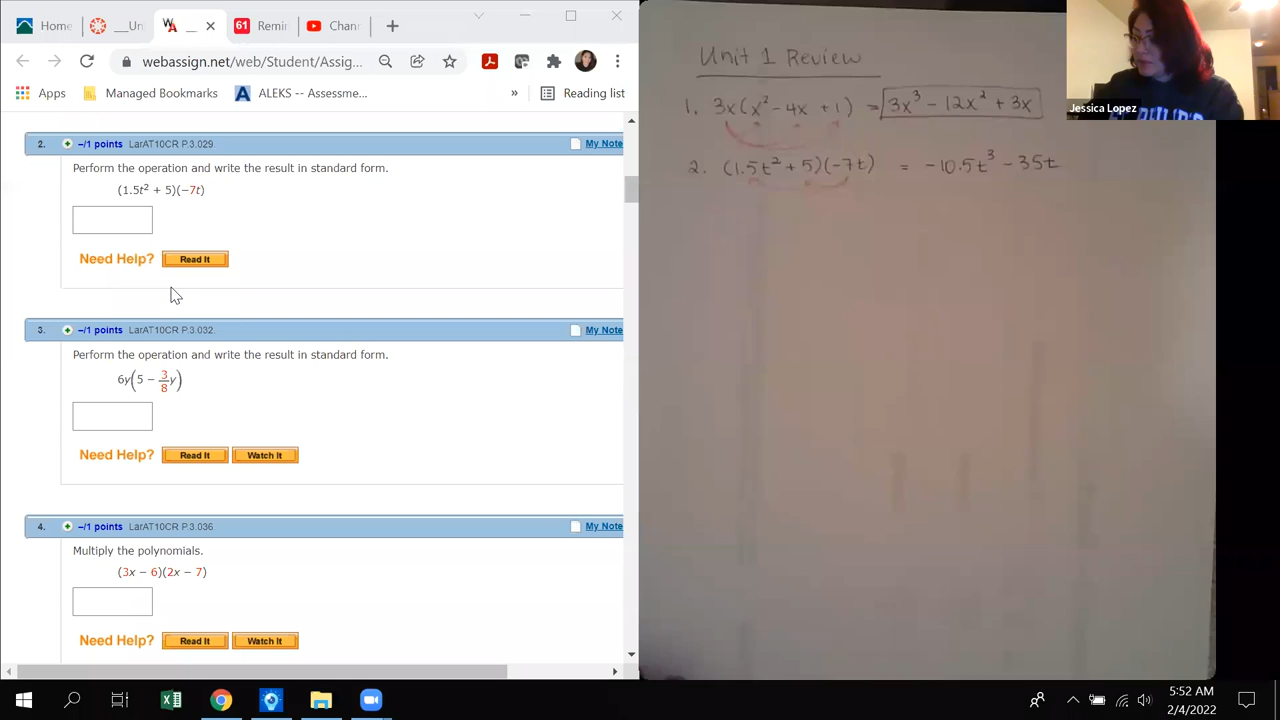 Home
__Un
WA
61 Remin
Chan
webassign.net/web/Student/Assig...
Apps
Managed Bookmarks
ALEKS -- Assessme...
»
Reading list
2. –/1 points LarAT10CR P.3.029. My Note
Perform the operation and write the result in standard form.
(1.5t² + 5)(−7t)
Need Help? Read It
3. –/1 points LarAT10CR P.3.032. My Note
Perform the operation and write the result in standard form.
6y(5 − 3/8 y)
Need Help? Read It Watch It
4. –/1 points LarAT10CR P.3.036. My Note
Multiply the polynomials.
(3x − 6)(2x − 7)
Need Help? Read It Watch It
Unit 1 Review
1. 3x(x² - 4x + 1) = 3x³ - 12x² + 3x
2. (1.5t² + 5)(-7t) = -10.5t³ - 35t
Jessica Lopez
5:52 AM
2/4/2022